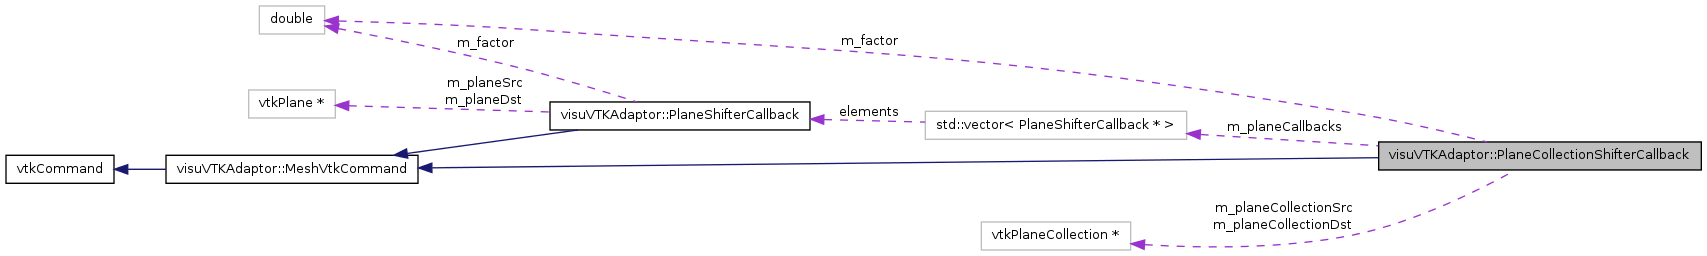 double
m_factor
m_factor
m_planeSrc
m_planeDst
vtkPlane *
visuVTKAdaptor::PlaneShifterCallback
elements
std::vector< PlaneShifterCallback * >
m_planeCallbacks
visuVTKAdaptor::PlaneCollectionShifterCallback
vtkCommand
visuVTKAdaptor::MeshVtkCommand
m_planeCollectionSrc
m_planeCollectionDst
vtkPlaneCollection *